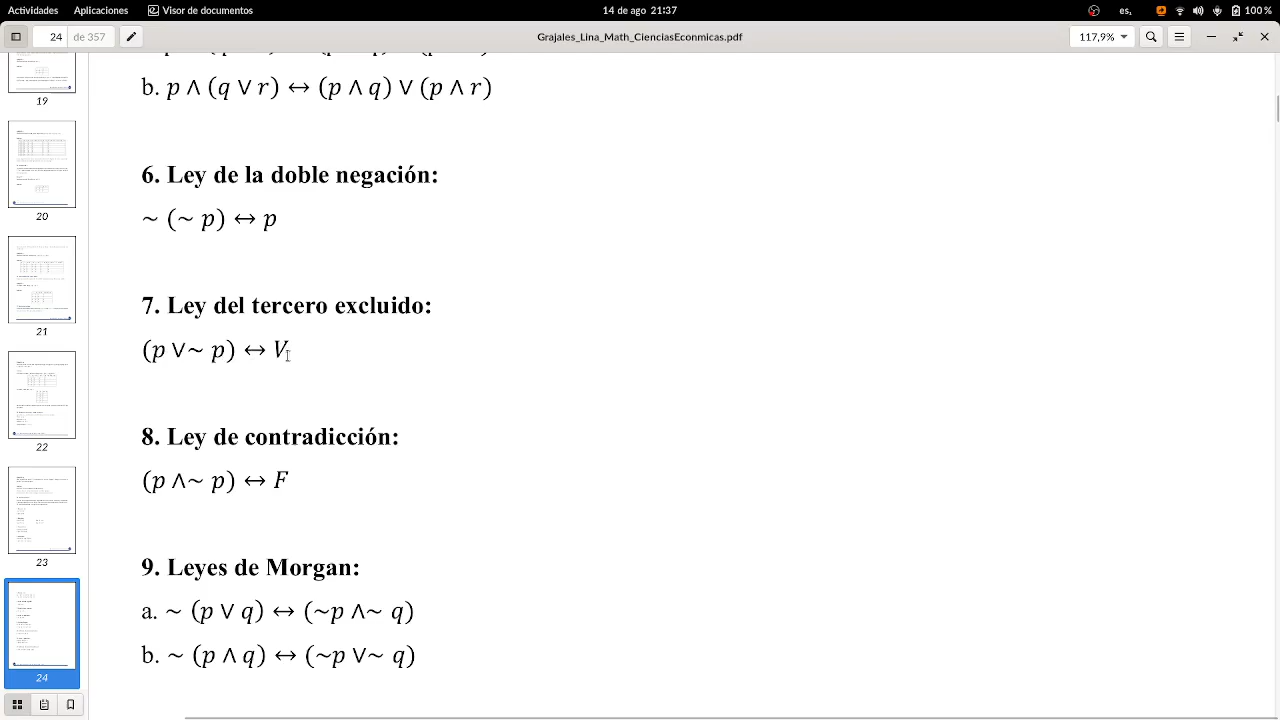 Actividades Aplicaciones Visor de documentos 14 de ago 21:37 es, 100 %
24 de 357 Grajales_Lina_Math_CienciasEconmicas.pdf 117,9%
19
20
21
22
23
24
b. p ∧ (q ∨ r) ↔ (p ∧ q) ∨ (p ∧ r)
6. Ley de la doble negación:
~ (~ p) ↔ p
7. Ley del tercero excluido:
(p ∨~ p) ↔ V
8. Ley de contradicción:
(p ∧~ p) ↔ F
9. Leyes de Morgan:
a. ~ (p ∨ q) ↔ (~p ∧~ q)
b. ~ (p ∧ q) ↔ (~p ∨~ q)